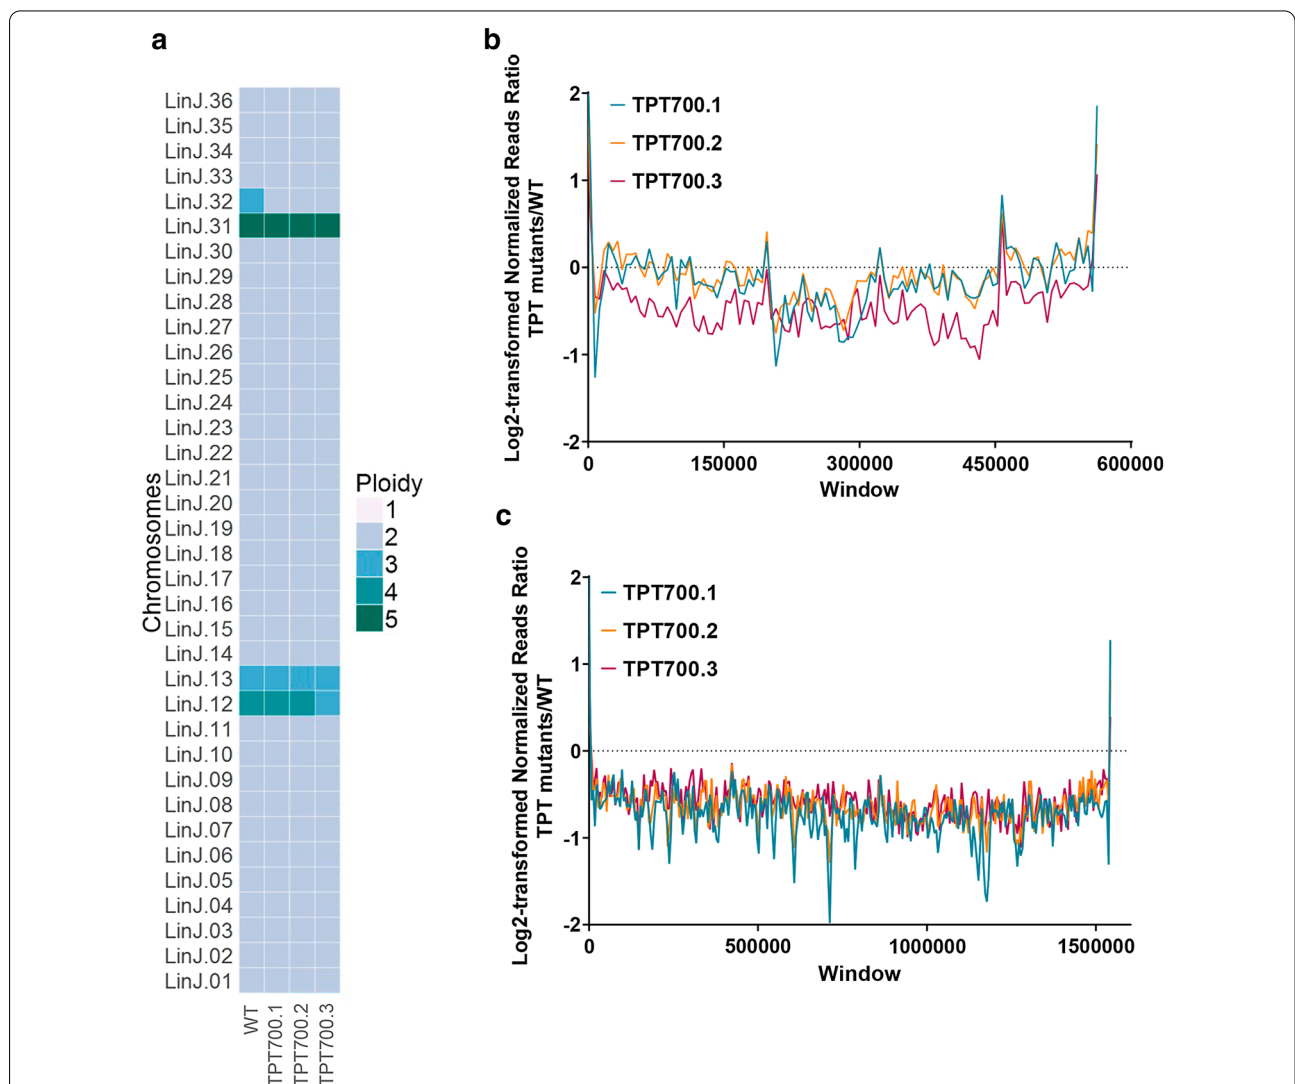 a
LinJ.36
LinJ.35
LinJ.34
LinJ.33
LinJ.32
LinJ.31
LinJ.30
LinJ.29
LinJ.28
LinJ.27
LinJ.26
LinJ.25
LinJ.24
LinJ.23
LinJ.22
LinJ.21
LinJ.20
LinJ.19
LinJ.18
LinJ.17
LinJ.16
LinJ.15
LinJ.14
LinJ.13
LinJ.12
LinJ.11
LinJ.10
LinJ.09
LinJ.08
LinJ.07
LinJ.06
LinJ.05
LinJ.04
LinJ.03
LinJ.02
LinJ.01
Chromosomes
WT
TPT700.1
TPT700.2
TPT700.3
Ploidy
1
2
3
4
5
b
Log2-transformed Normalized Reads Ratio
TPT mutants/WT
2
1
0
-1
-2
TPT700.1
TPT700.2
TPT700.3
0
150000
300000
450000
600000
Window
c
Log2-transformed Normalized Reads Ratio
TPT mutants/WT
2
1
0
-1
-2
TPT700.1
TPT700.2
TPT700.3
0
500000
1000000
1500000
Window